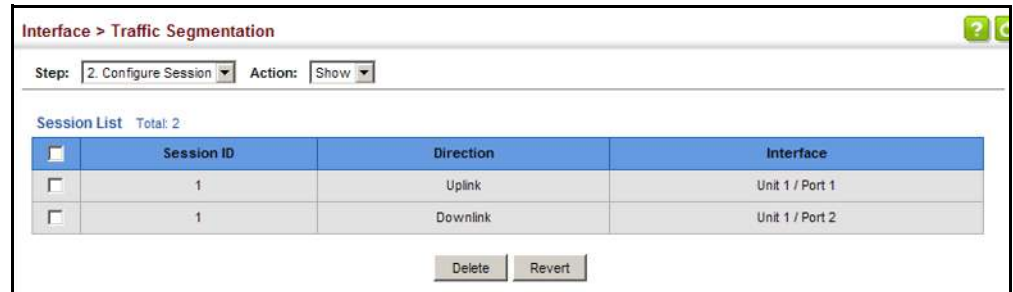 Interface > Traffic Segmentation
?
Step: 2. Configure Session Action: Show
Session List Total: 2
Session ID Direction Interface
1 Uplink Unit 1 / Port 1
1 Downlink Unit 1 / Port 2
Delete Revert